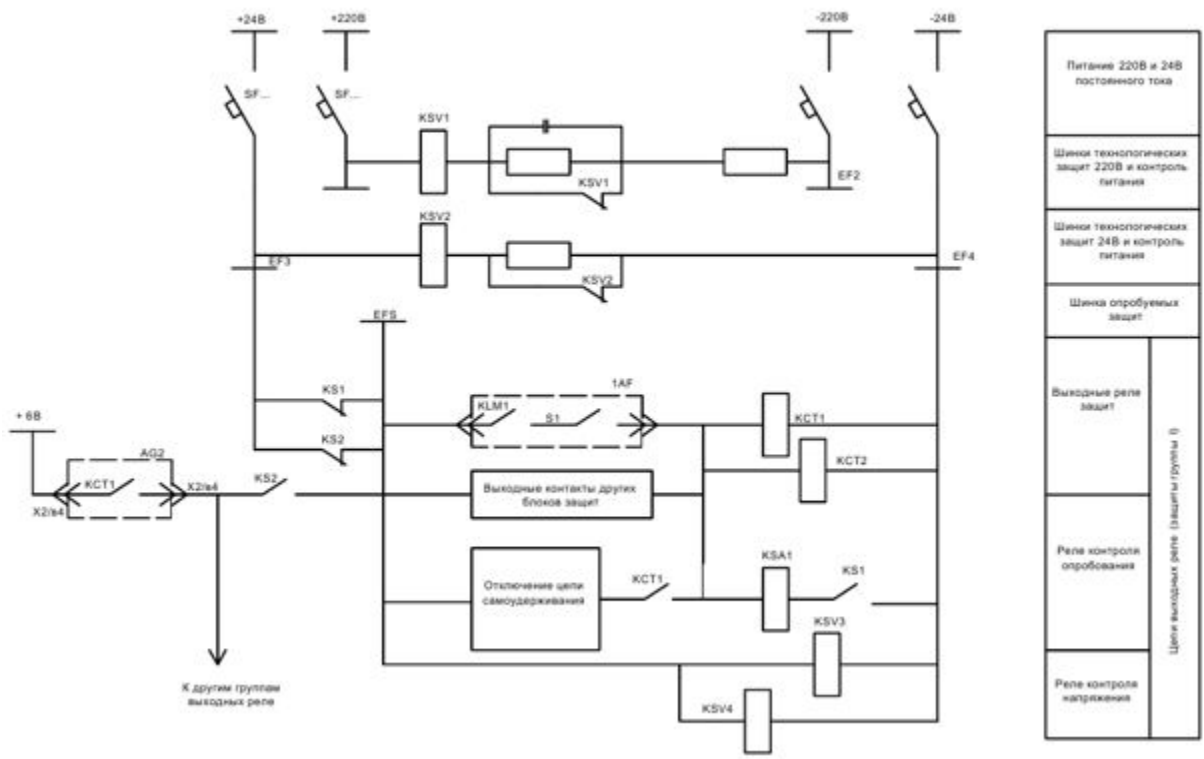 +24В
+220В
-220В
-24В
SF...
SF...
KSV1
KSV1
EF2
KSV2
KSV2
EF3
EF4
EFS
KS1
KS2
+ 6В
AG2
KCT1
X2/в4
X2/в4
KS2
1AF
KLM1
S1
KCT1
KCT2
Выходные контакты других
блоков защит
Отключение цепи
самоудерживания
KCT1
KSA1
KS1
KSV3
KSV4
К другим группам
выходных реле
Питание 220В и 24В
постоянного тока
Шинки технологических
защит 220В и контроль
питания
Шинки технологических
защит 24В и контроль
питания
Шинка опробуемых
защит
Выходные реле
защит
Реле контроля
опробования
Реле контроля
напряжения
Цепи выходных реле (защиты группы I)